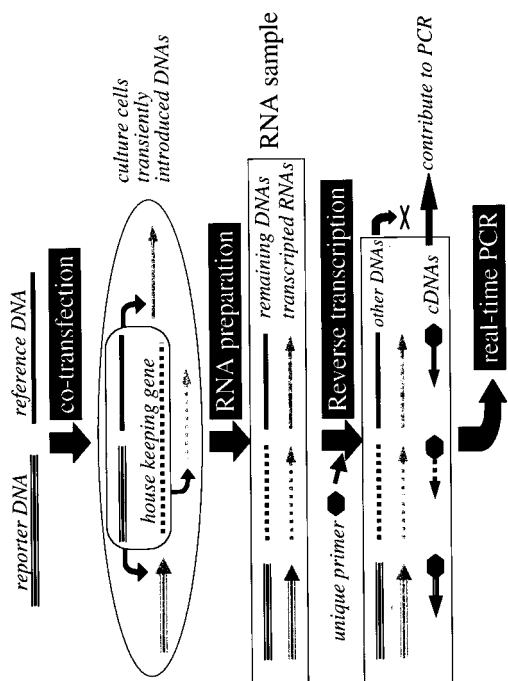 reporter DNA
reference DNA
co-transfection
culture cells
transiently
introduced DNAs
house keeping gene
RNA preparation
RNA sample
remaining DNAs
transcripted RNAs
unique primer
Reverse transcription
other DNAs
X
cDNAs
contribute to PCR
real-time PCR